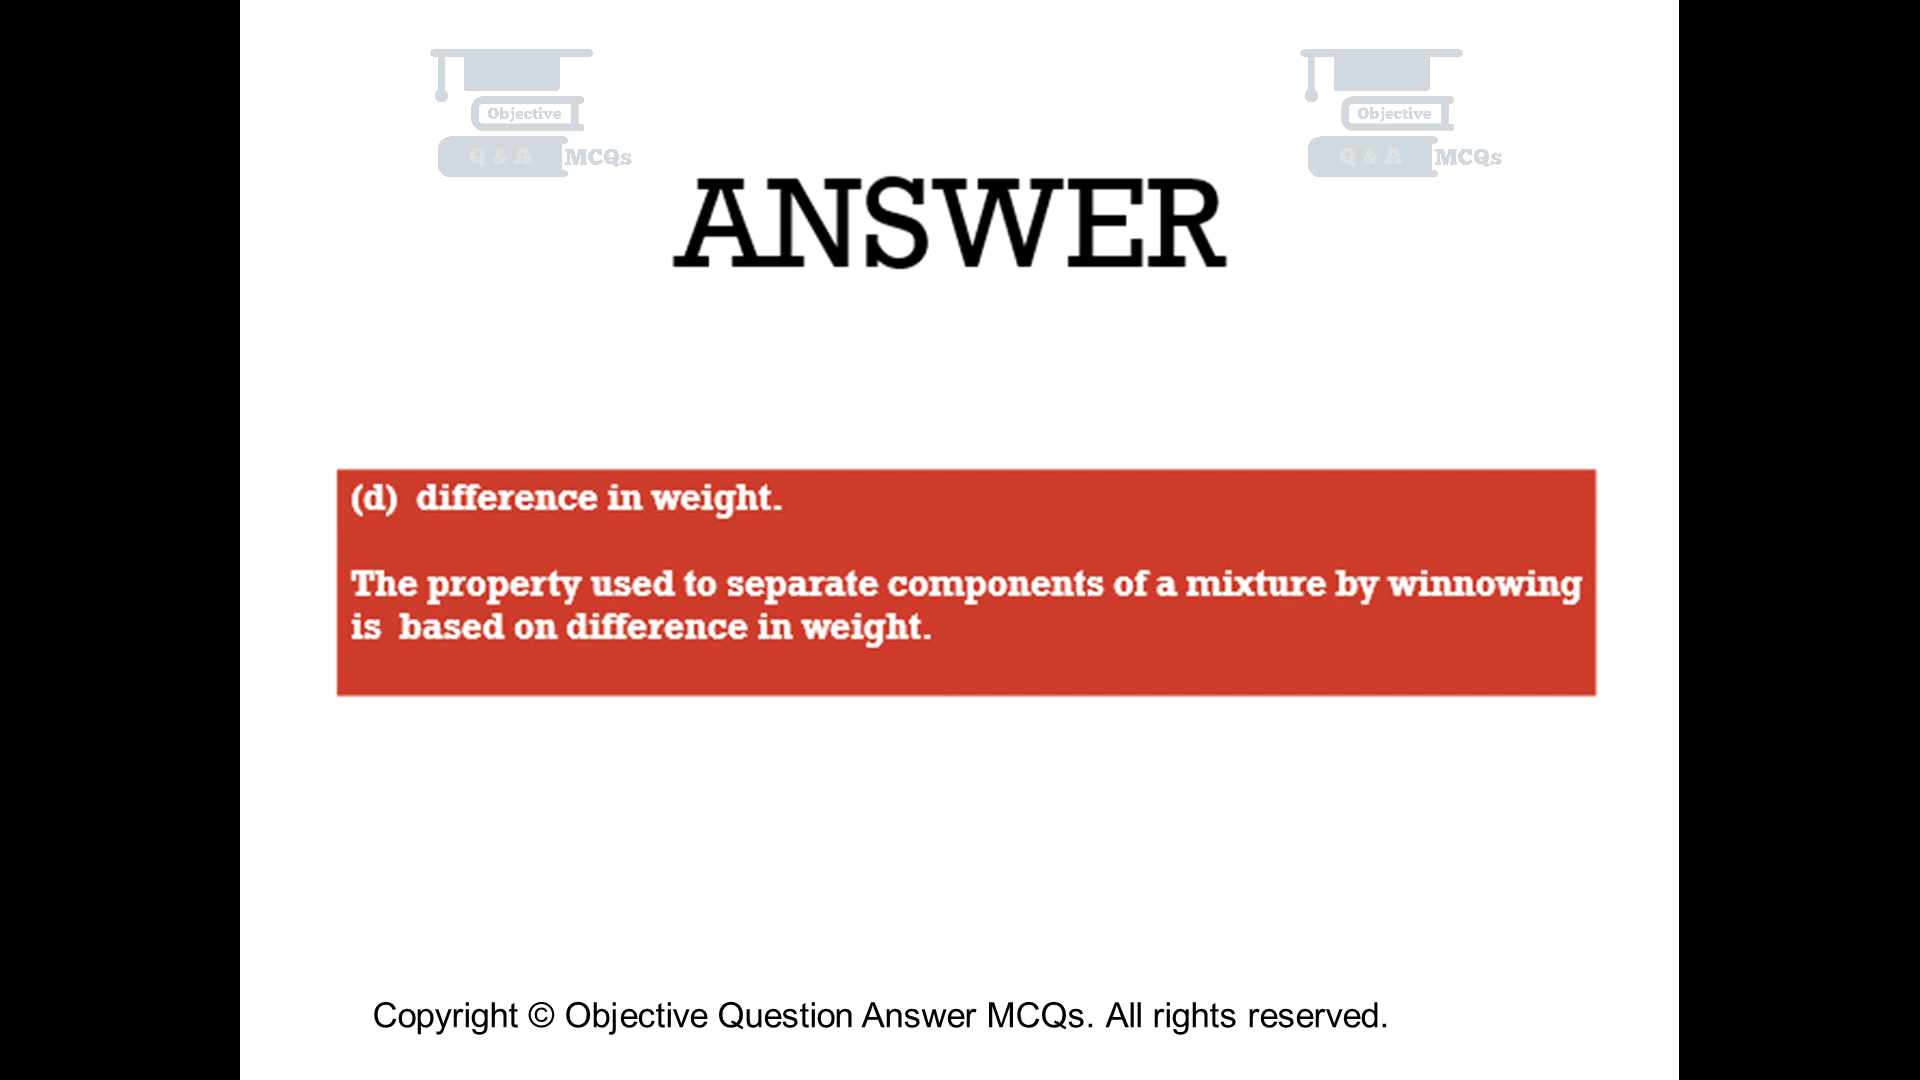 Objective
Q & A MCQs
Objective
Q & A MCQs
ANSWER
(d) difference in weight.
The property used to separate components of a mixture by winnowing
is based on difference in weight.
Copyright © Objective Question Answer MCQs. All rights reserved.